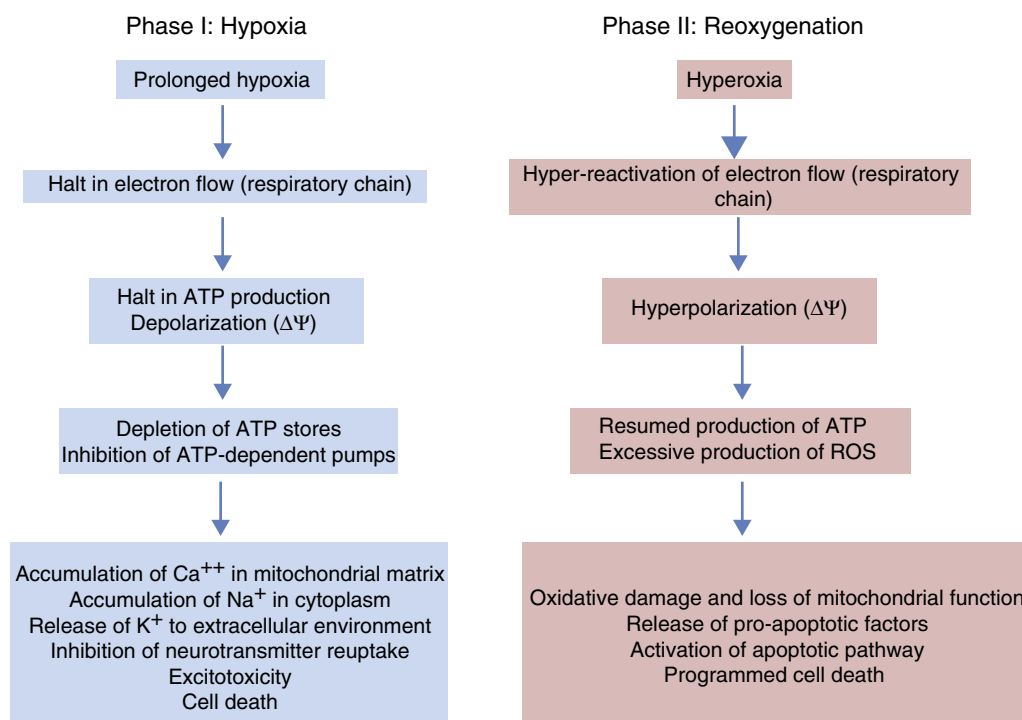 Phase I: Hypoxia
Prolonged hypoxia
Halt in electron flow (respiratory chain)
Halt in ATP production
Depolarization (ΔΨ)
Depletion of ATP stores
Inhibition of ATP-dependent pumps
Accumulation of Ca++ in mitochondrial matrix
Accumulation of Na+ in cytoplasm
Release of K+ to extracellular environment
Inhibition of neurotransmitter reuptake
Excitotoxicity
Cell death
Phase II: Reoxygenation
Hyperoxia
Hyper-reactivation of electron flow (respiratory
chain)
Hyperpolarization (ΔΨ)
Resumed production of ATP
Excessive production of ROS
Oxidative damage and loss of mitochondrial function
Release of pro-apoptotic factors
Activation of apoptotic pathway
Programmed cell death